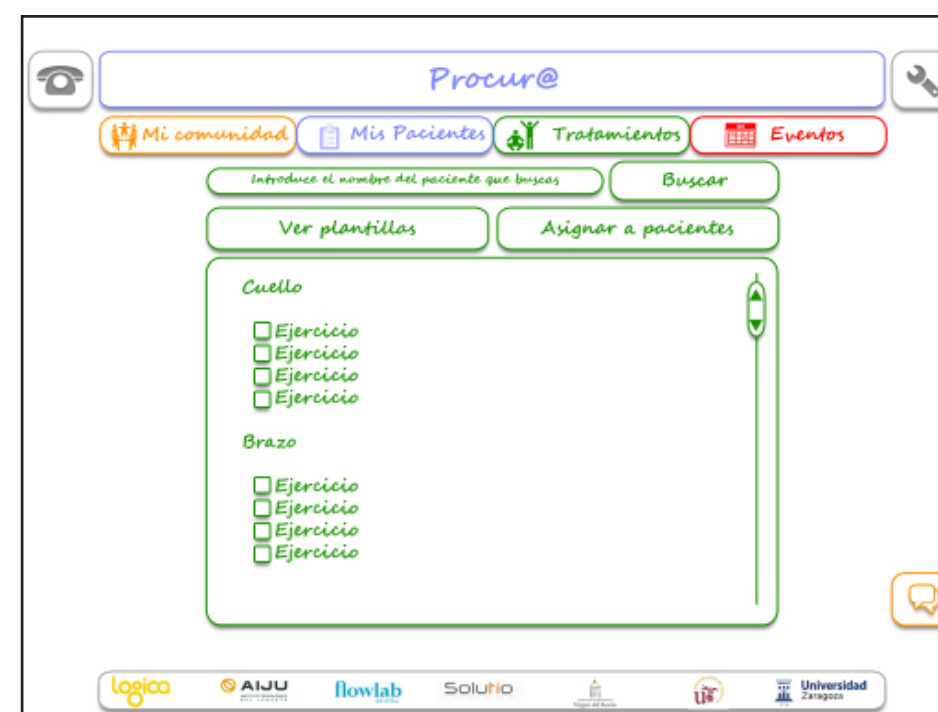 Procur@
Mi comunidad Mis Pacientes Tratamientos Eventos
Introduce el nombre del paciente que buscas Buscar
Ver plantillas Asignar a pacientes
Cuello
Ejercicio
Ejercicio
Ejercicio
Ejercicio
Brazo
Ejercicio
Ejercicio
Ejercicio
Ejercicio
logica AIJU flowlab Solutio Universidad
Zaragoza